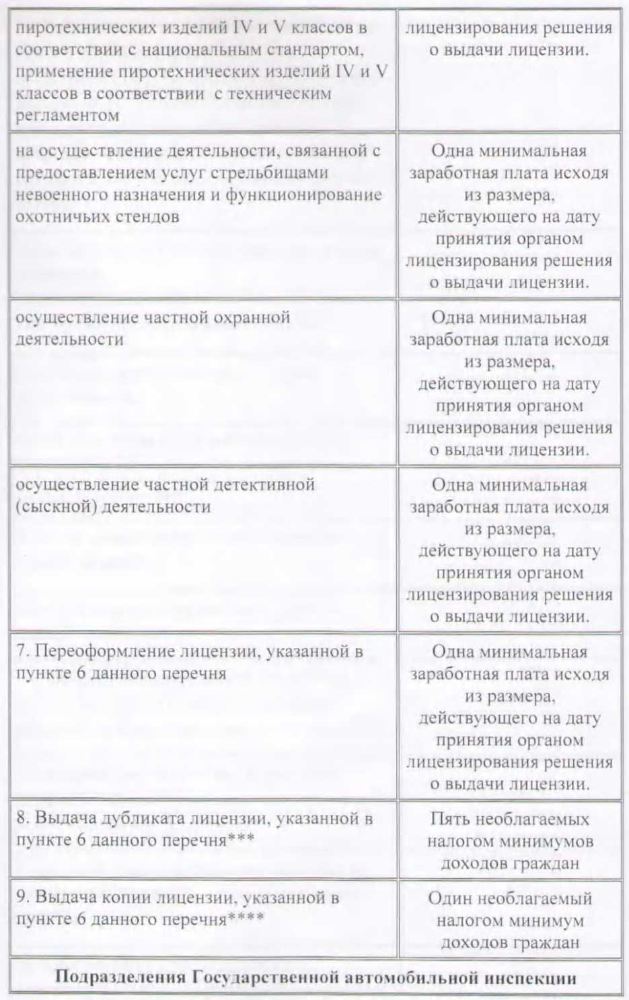 пиротехнических изделий IV и V классов в
соответствии с национальным стандартом,
применение пиротехнических изделий IV и V
классов в соответствии с техническим
регламентом
лицензирования решения
о выдачи лицензии.
на осуществление деятельности, связанной с
предоставлением услуг стрельбищами
невоенного назначения и функционирование
охотничьих стендов
Одна минимальная
заработная плата исходя
из размера,
действующего на дату
принятия органом
лицензирования решения
о выдачи лицензии.
осуществление частной охранной
деятельности
Одна минимальная
заработная плата исходя
из размера,
действующего на дату
принятия органом
лицензирования решения
о выдачи лицензии.
осуществление частной детективной
(сыскной) деятельности
Одна минимальная
заработная плата исходя
из размера,
действующего на дату
принятия органом
лицензирования решения
о выдачи лицензии.
7. Переоформление лицензии, указанной в
пункте 6 данного перечня
Одна минимальная
заработная плата исходя
из размера,
действующего на дату
принятия органом
лицензирования решения
о выдачи лицензии.
8. Выдача дубликата лицензии, указанной в
пункте 6 данного перечня***
Пять необлагаемых
налогом минимумов
доходов граждан
9. Выдача копии лицензии, указанной в
пункте 6 данного перечня****
Один необлагаемый
налогом минимум
доходов граждан
Подразделения Государственной автомобильной инспекции